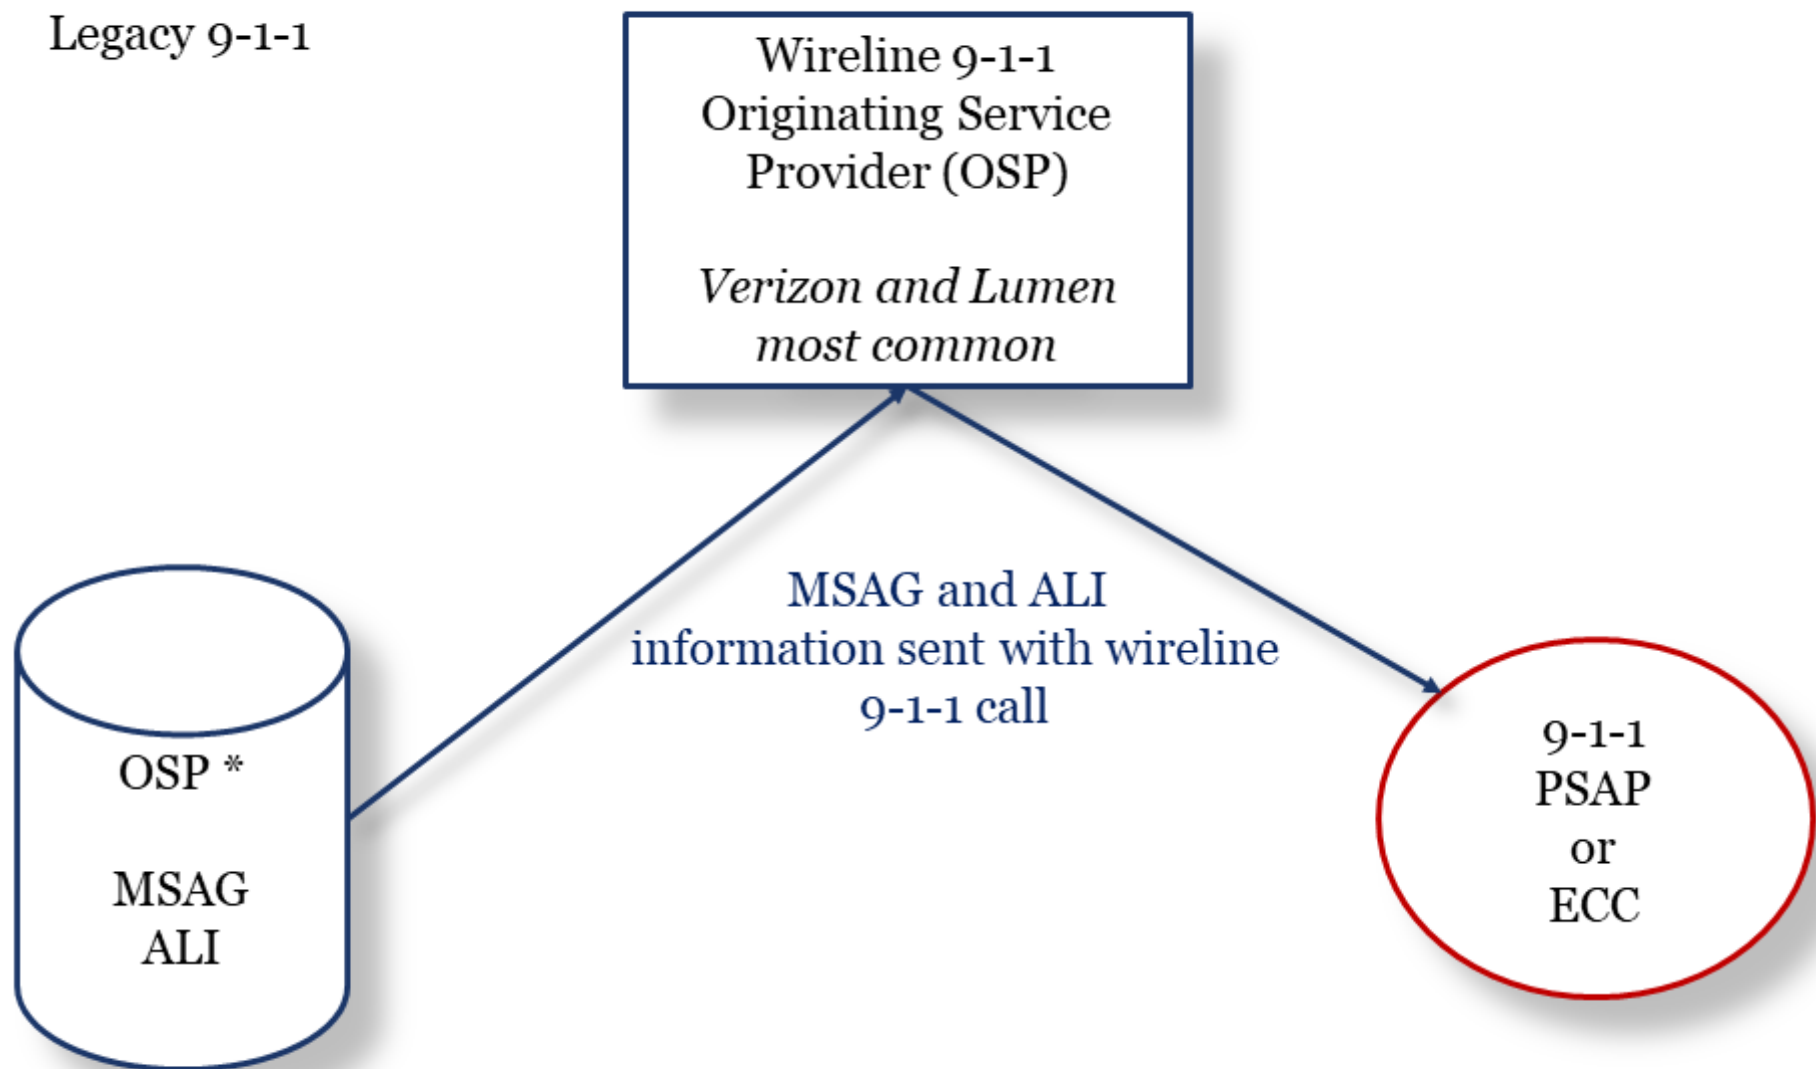 Legacy 9-1-1
Wireline 9-1-1
Originating Service
Provider (OSP)
Verizon and Lumen
most common
MSAG and ALI
information sent with wireline
9-1-1 call
OSP *
MSAG
ALI
9-1-1
PSAP
or
ECC